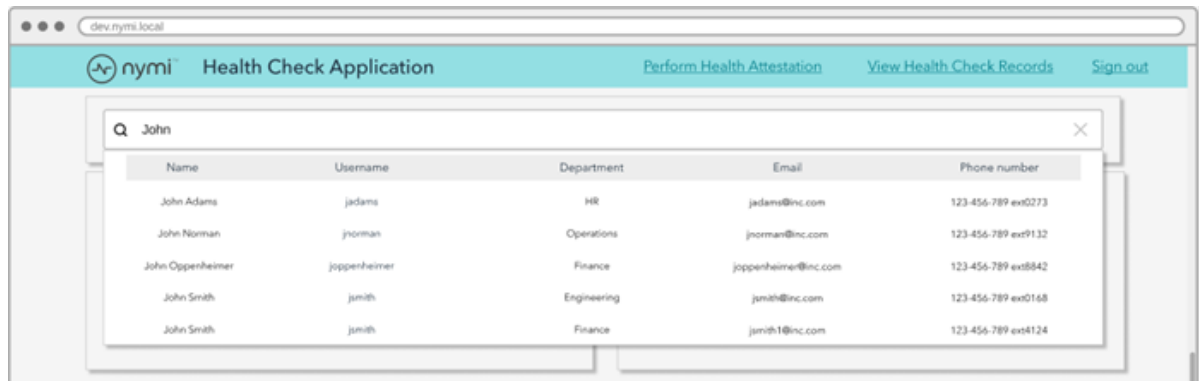 dev.nymi.local
nymi™ Health Check Application Perform Health Attestation View Health Check Records Sign out
John
Name Username Department Email Phone number
John Adams jadams HR jadams@inc.com 123-456-789 ext0273
John Norman jnorman Operations jnorman@inc.com 123-456-789 ext9132
John Oppenheimer joppenheimer Finance joppenheimer@inc.com 123-456-789 ext8842
John Smith jsmith Engineering jsmith@inc.com 123-456-789 ext0168
John Smith jsmith Finance jsmith1@inc.com 123-456-789 ext4124